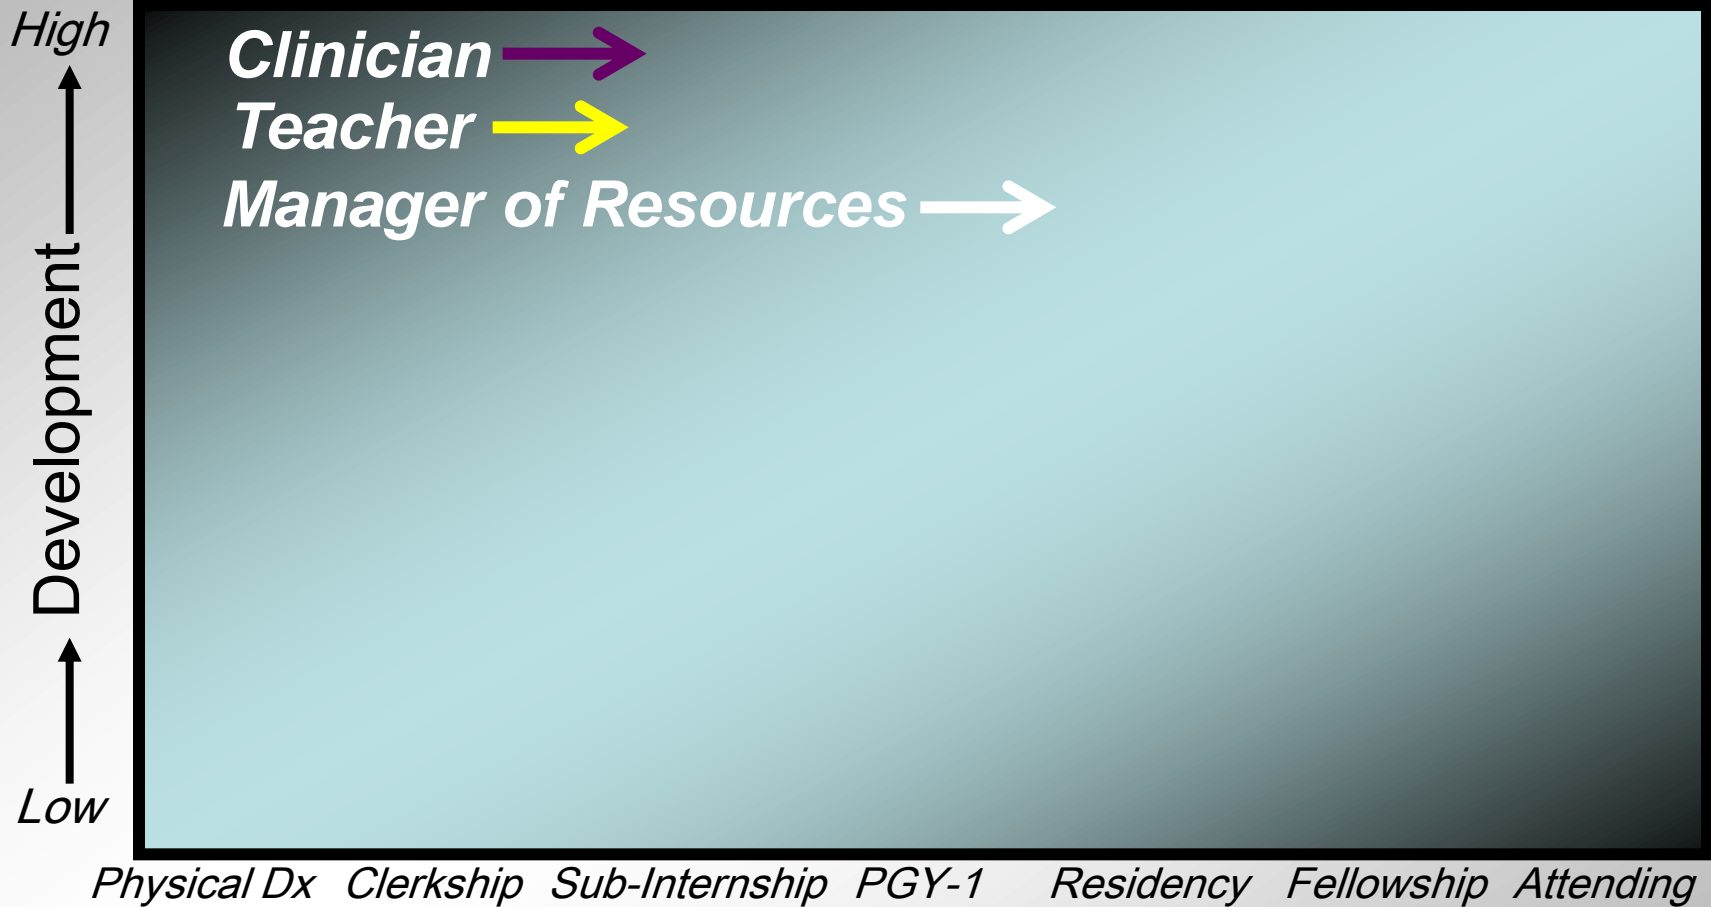 High
Development
Low
Clinician
Teacher
Manager of Resources
Physical Dx Clerkship Sub-Internship PGY-1 Residency Fellowship Attending